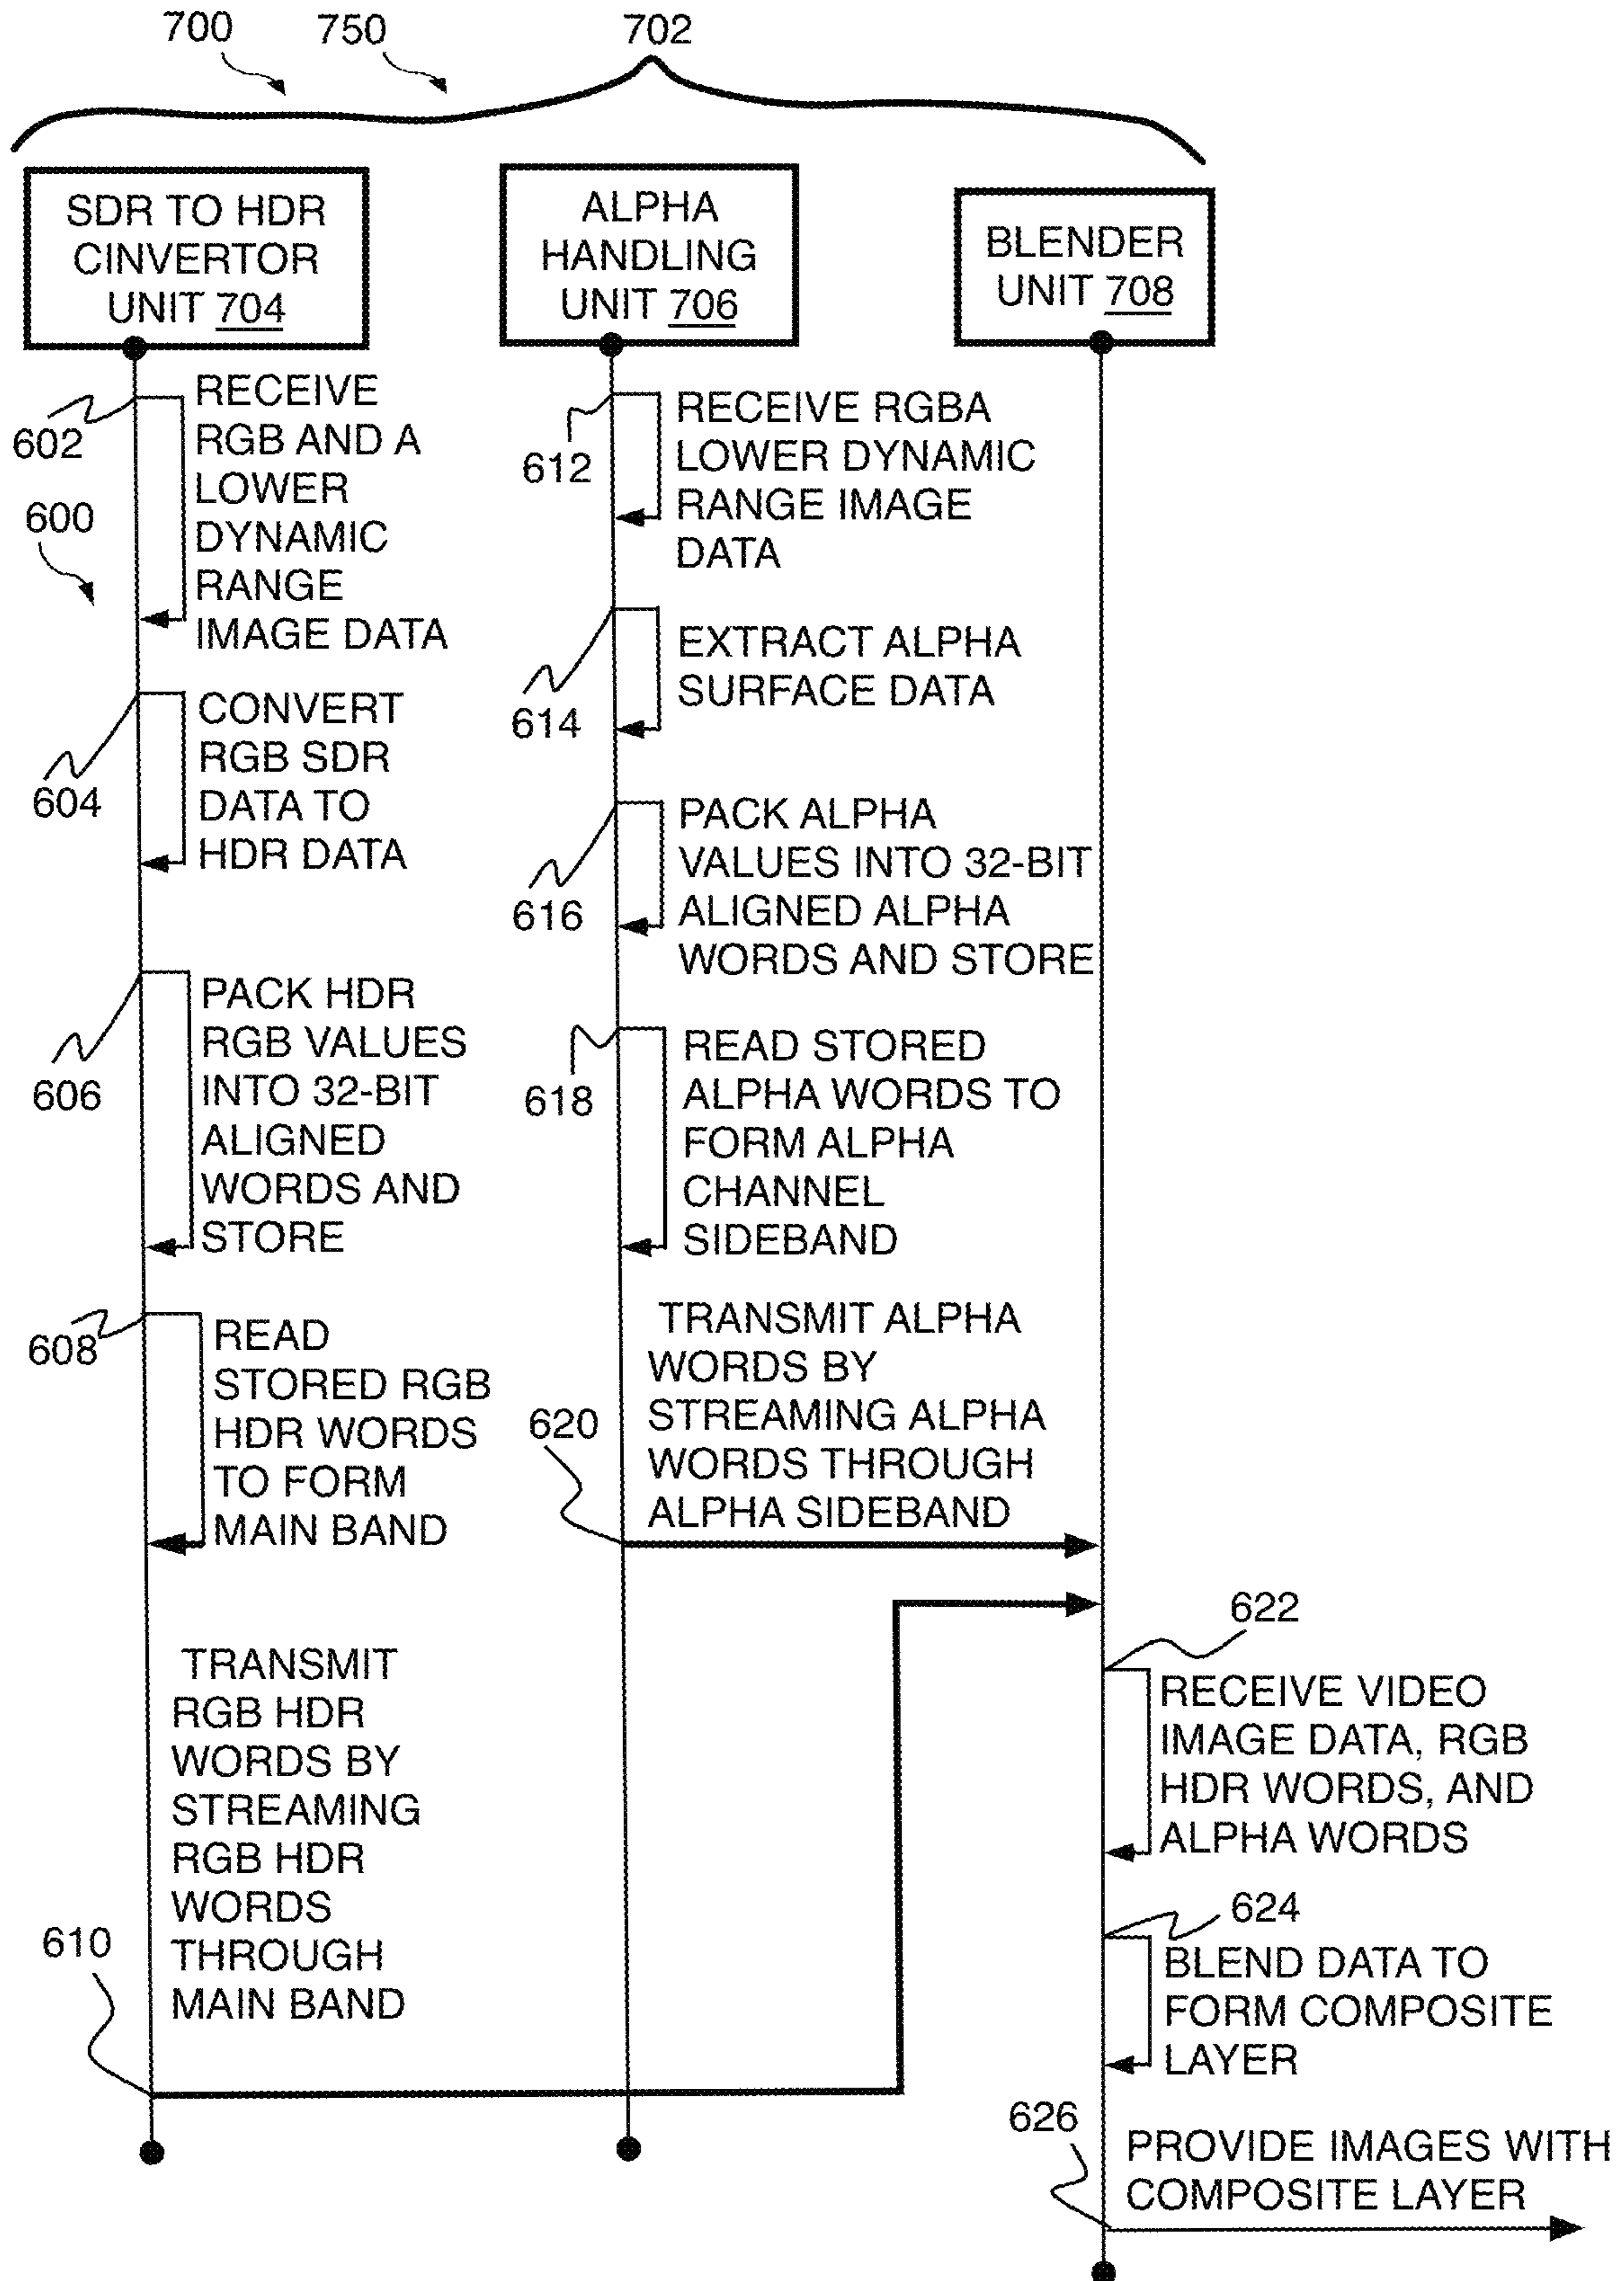 700
750
702
SDR TO HDR
CINVERTOR
UNIT 704
ALPHA
HANDLING
UNIT 706
BLENDER
UNIT 708
602
RECEIVE
RGB AND A
LOWER
DYNAMIC
RANGE
IMAGE DATA
600
604
CONVERT
RGB SDR
DATA TO
HDR DATA
606
PACK HDR
RGB VALUES
INTO 32-BIT
ALIGNED
WORDS AND
STORE
608
READ
STORED RGB
HDR WORDS
TO FORM
MAIN BAND
610
TRANSMIT
RGB HDR
WORDS BY
STREAMING
RGB HDR
WORDS
THROUGH
MAIN BAND
612
RECEIVE RGBA
LOWER DYNAMIC
RANGE IMAGE
DATA
614
EXTRACT ALPHA
SURFACE DATA
616
PACK ALPHA
VALUES INTO 32-BIT
ALIGNED ALPHA
WORDS AND STORE
618
READ STORED
ALPHA WORDS TO
FORM ALPHA
CHANNEL
SIDEBAND
620
TRANSMIT ALPHA
WORDS BY
STREAMING ALPHA
WORDS THROUGH
ALPHA SIDEBAND
622
RECEIVE VIDEO
IMAGE DATA, RGB
HDR WORDS, AND
ALPHA WORDS
624
BLEND DATA TO
FORM COMPOSITE
LAYER
626
PROVIDE IMAGES WITH
COMPOSITE LAYER